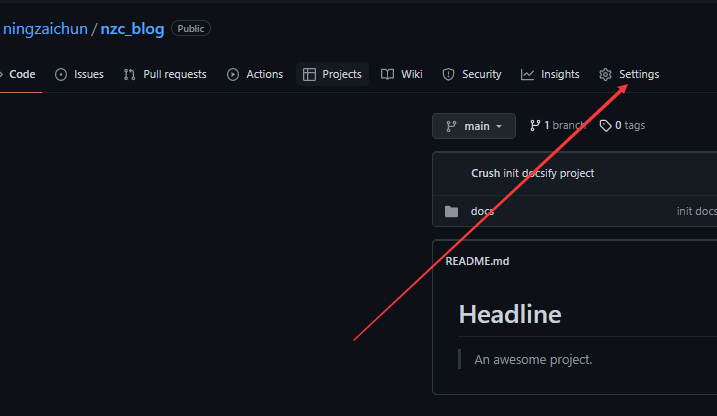 ningzaichun / nzc_blog Public
Code Issues Pull requests Actions Projects Wiki Security Insights Settings
main 1 branch 0 tags
Crush init docsify project
docs init docs
README.md
Headline
An awesome project.